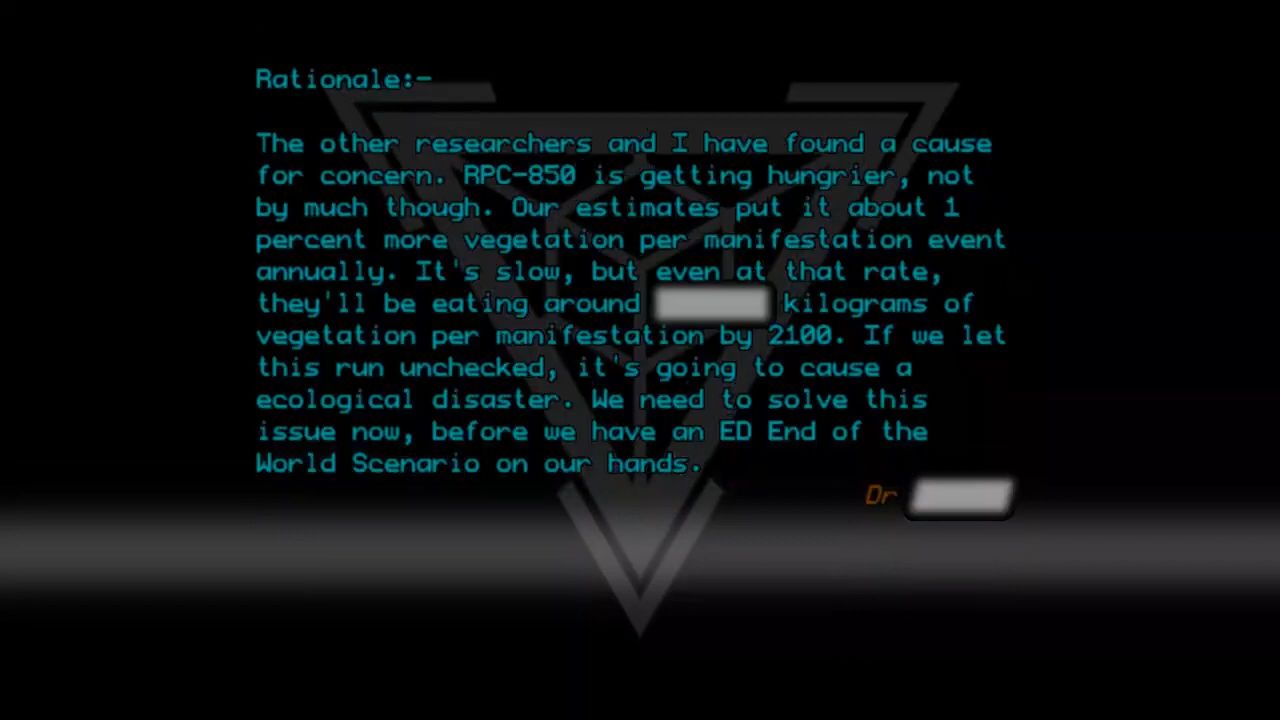 Rationale:-
The other researchers and I have found a cause
for concern. RPC-850 is getting hungrier, not
by much though. Our estimates put it about 1
percent more vegetation per manifestation event
annually. It's slow, but even at that rate,
they'll be eating around kilograms of
vegetation per manifestation by 2100. If we let
this run unchecked, it's going to cause a
ecological disaster. We need to solve this
issue now, before we have an ED End of the
World Scenario on our hands.
Dr